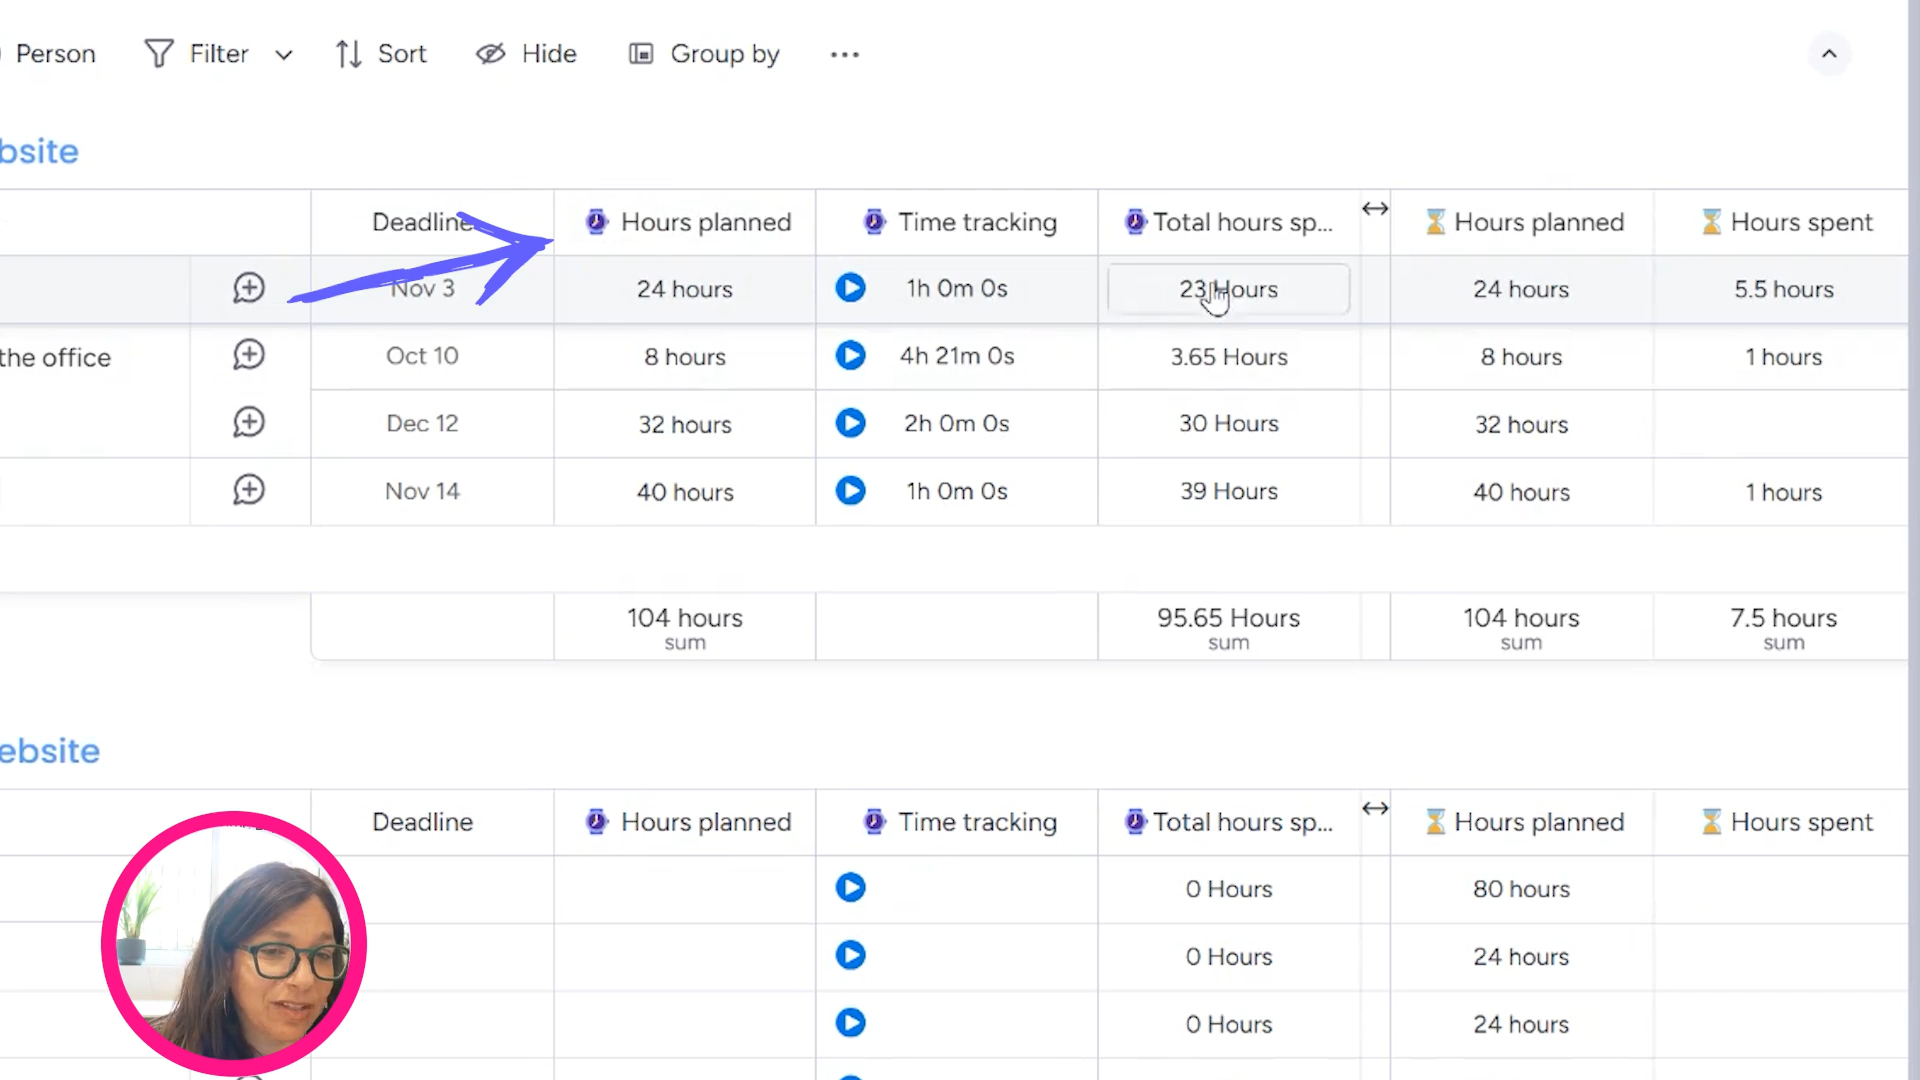 Person Filter Sort Hide Group by
bsite
Deadline Hours planned Time tracking Total hours sp... Hours planned Hours spent
Nov 3 24 hours 1h 0m 0s 23 Hours 24 hours 5.5 hours
the office Oct 10 8 hours 4h 21m 0s 3.65 Hours 8 hours 1 hours
Dec 12 32 hours 2h 0m 0s 30 Hours 32 hours
Nov 14 40 hours 1h 0m 0s 39 Hours 40 hours 1 hours
104 hours 95.65 Hours 104 hours 7.5 hours
sum sum sum sum
ebsite
Deadline Hours planned Time tracking Total hours sp... Hours planned Hours spent
0 Hours 80 hours
0 Hours 24 hours
0 Hours 24 hours